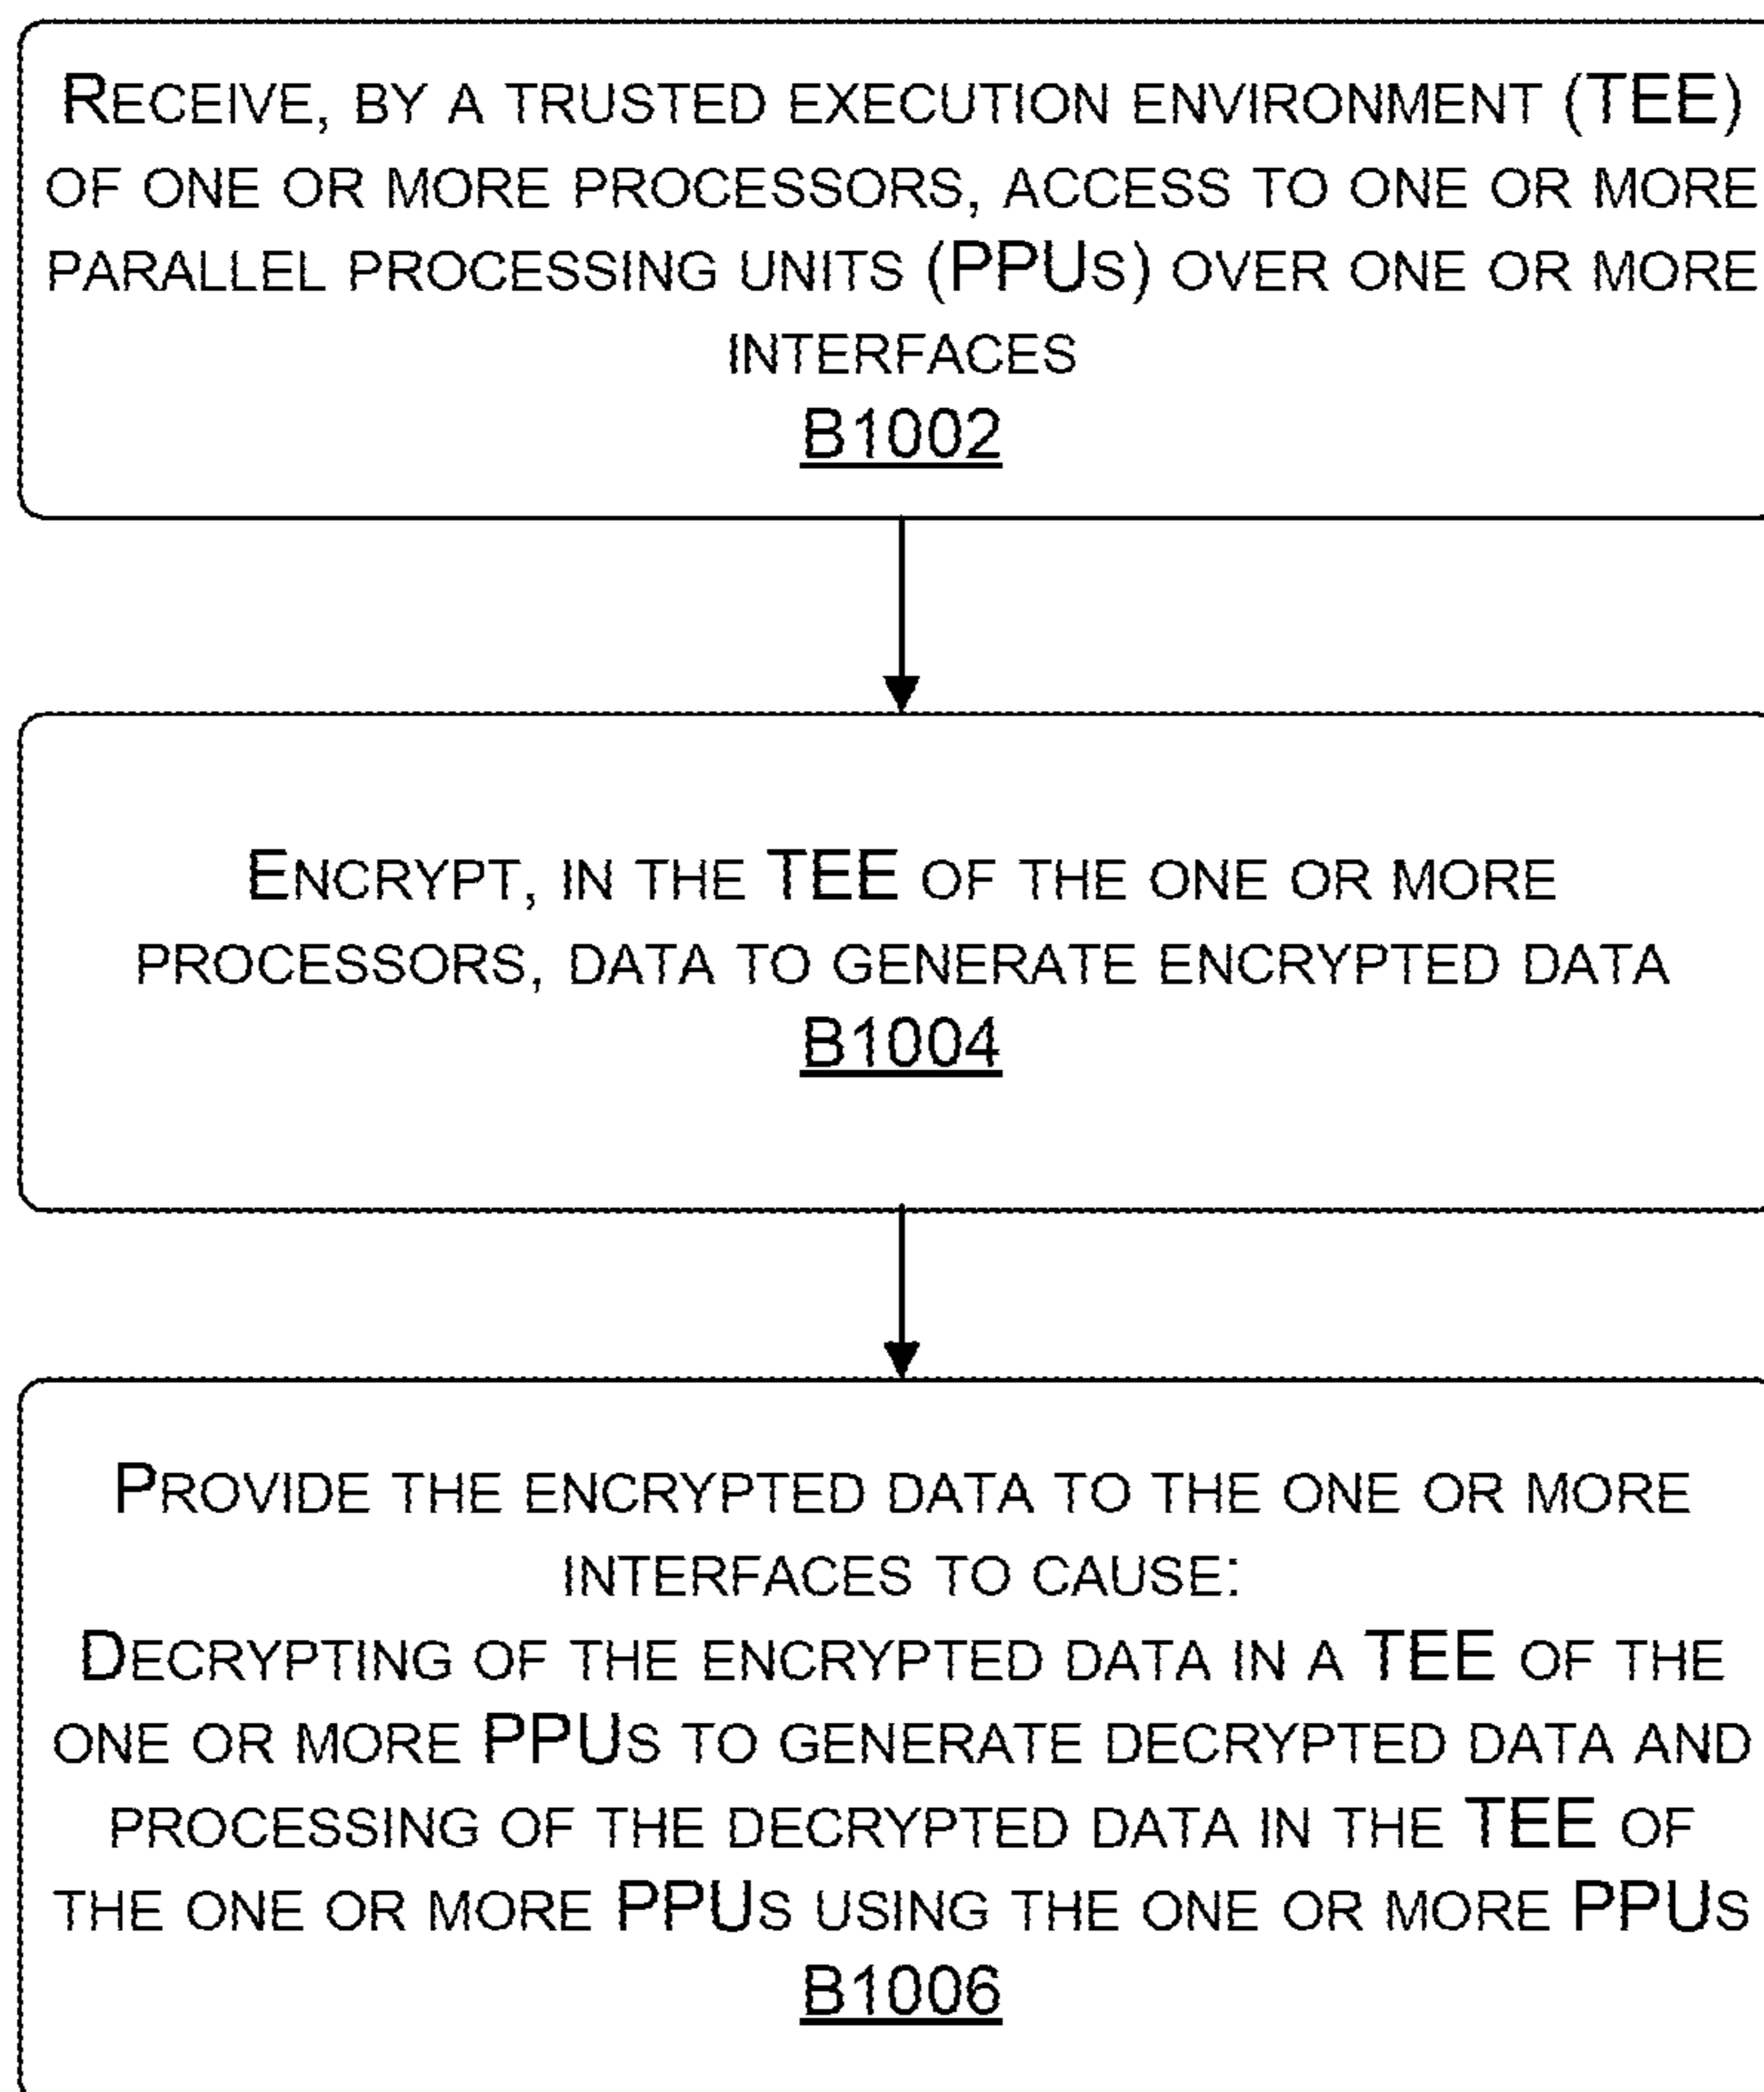 RECEIVE, BY A TRUSTED EXECUTION ENVIRONMENT (TEE)
OF ONE OR MORE PROCESSORS, ACCESS TO ONE OR MORE
PARALLEL PROCESSING UNITS (PPUS) OVER ONE OR MORE
INTERFACES
B1002
ENCRYPT, IN THE TEE OF THE ONE OR MORE
PROCESSORS, DATA TO GENERATE ENCRYPTED DATA
B1004
PROVIDE THE ENCRYPTED DATA TO THE ONE OR MORE
INTERFACES TO CAUSE:
DECRYPTING OF THE ENCRYPTED DATA IN A TEE OF THE
ONE OR MORE PPUS TO GENERATE DECRYPTED DATA AND
PROCESSING OF THE DECRYPTED DATA IN THE TEE OF
THE ONE OR MORE PPUS USING THE ONE OR MORE PPUS
B1006